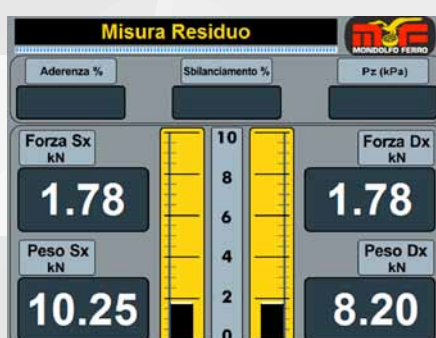 Misura Residuo
MONDOLFO FERRO
Aderenza %
Sbilanciamento %
Pz (kPa)
Forza Sx
kN
1.78
10
8
6
4
2
0
Forza Dx
kN
1.78
Peso Sx
kN
10.25
Peso Dx
kN
8.20